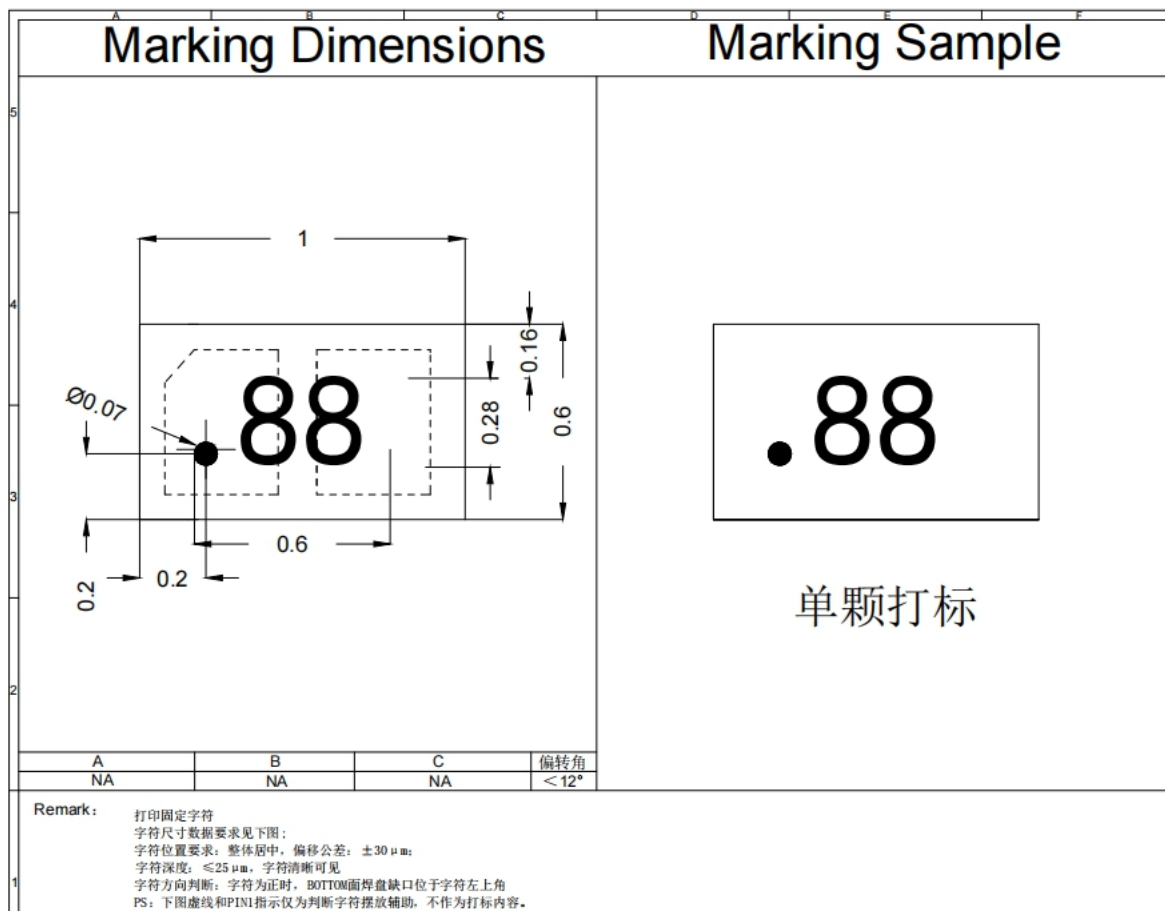 A B C D E F
Marking Dimensions Marking Sample
5
1
4
0.16
Ø0.07
88
0.28
0.6
.88
3
0.6
0.2
0.2
单颗打标
2
A B C 偏转角
NA NA NA <12°
Remark: 打印固定字符
字符尺寸数据要求见下图;
字符位置要求: 整体居中, 偏移公差: ±30μm;
字符深度: ≤25μm, 字符清晰可见
1
字符方向判断: 字符为正时, BOTTOM面焊盘缺口位于字符左上角
PS: 下图虚线和PIN1指示仅为判断字符摆放辅助, 不作为打标内容。